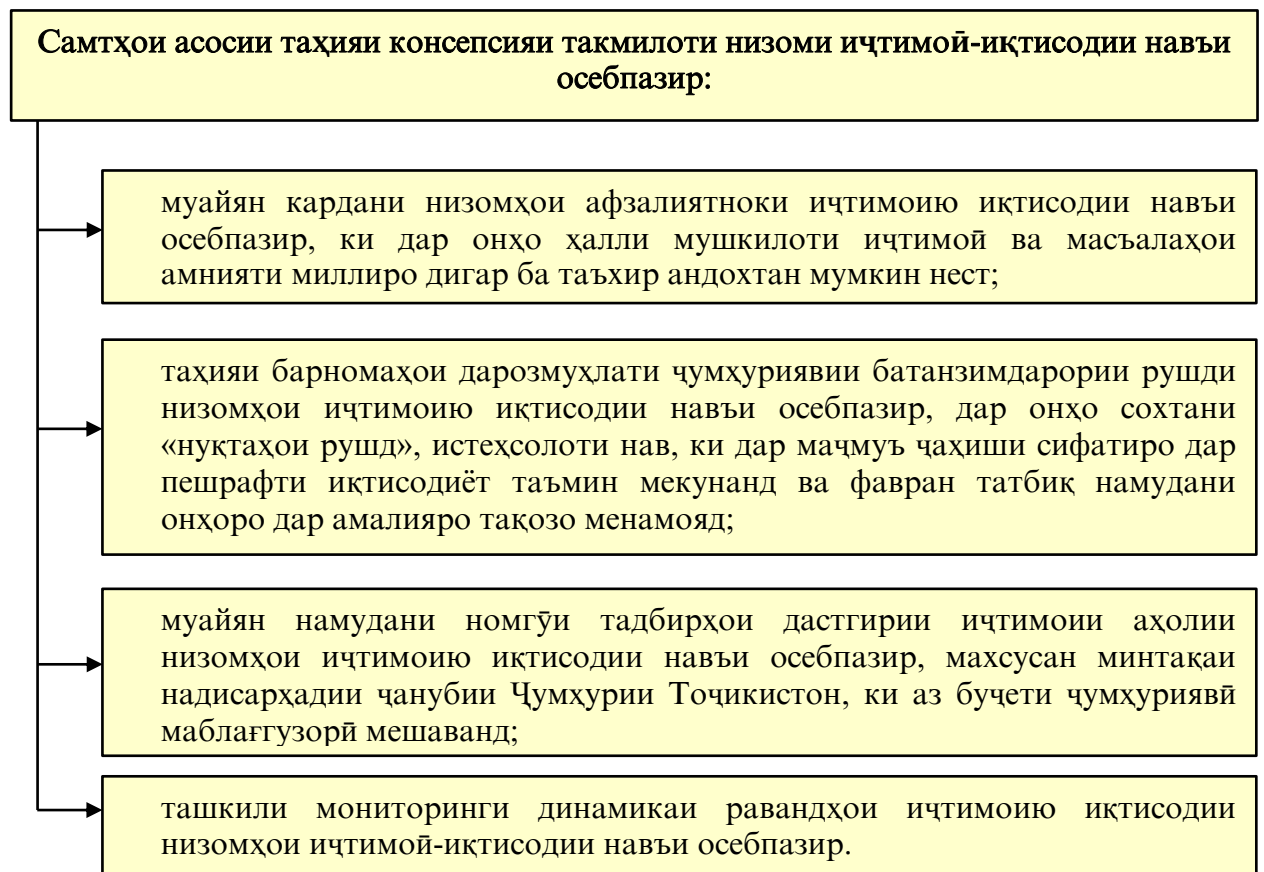 Самтҳои асосии таҳияи консепсияи такмилоти низоми иҷтимоӣ-иқтисодии навъи
осебпазир:
муайян кардани низомҳои афзалиятноки иҷтимоию иқтисодии навъи
осебпазир, ки дар онҳо ҳалли мушкилоти иҷтимоӣ ва масъалаҳои
амнияти миллиро дигар ба таъхир андохтан мумкин нест;
таҳияи барномаҳои дарозмуҳлати ҷумҳуриявии батанзимдарории рушди
низомҳои иҷтимоию иқтисодии навъи осебпазир, дар онҳо сохтани
«нуқтаҳои рушд», истеҳсолоти нав, ки дар маҷмуъ ҷаҳиши сифатиро дар
пешрафти иқтисодиёт таъмин мекунанд ва фавран татбиқ намудани
онҳоро дар амалияро тақозо менамояд;
муайян намудани номгӯи тадбирҳои дастгирии иҷтимоии аҳолии
низомҳои иҷтимоию иқтисодии навъи осебпазир, махсусан минтақаи
надисарҳадии ҷанубии Ҷумҳурии Тоҷикистон, ки аз буҷети ҷумҳуриявӣ
маблағгузорӣ мешаванд;
ташкили мониторинги динамикаи равандҳои иҷтимоию иқтисодии
низомҳои иҷтимоӣ-иқтисодии навъи осебпазир.